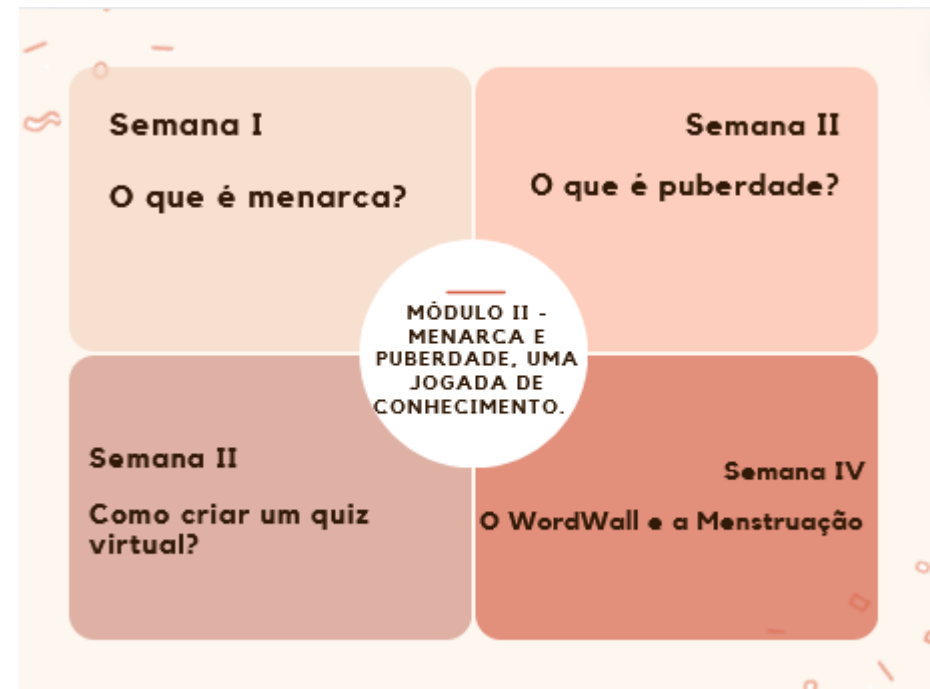 Semana I
O que é menarca?
Semana II
O que é puberdade?
MÓDULO II -
MENARCA E
PUBERDADE, UMA
JOGADA DE
CONHECIMENTO.
Semana II
Como criar um quiz
virtual?
Semana IV
O WordWall e a Menstruação